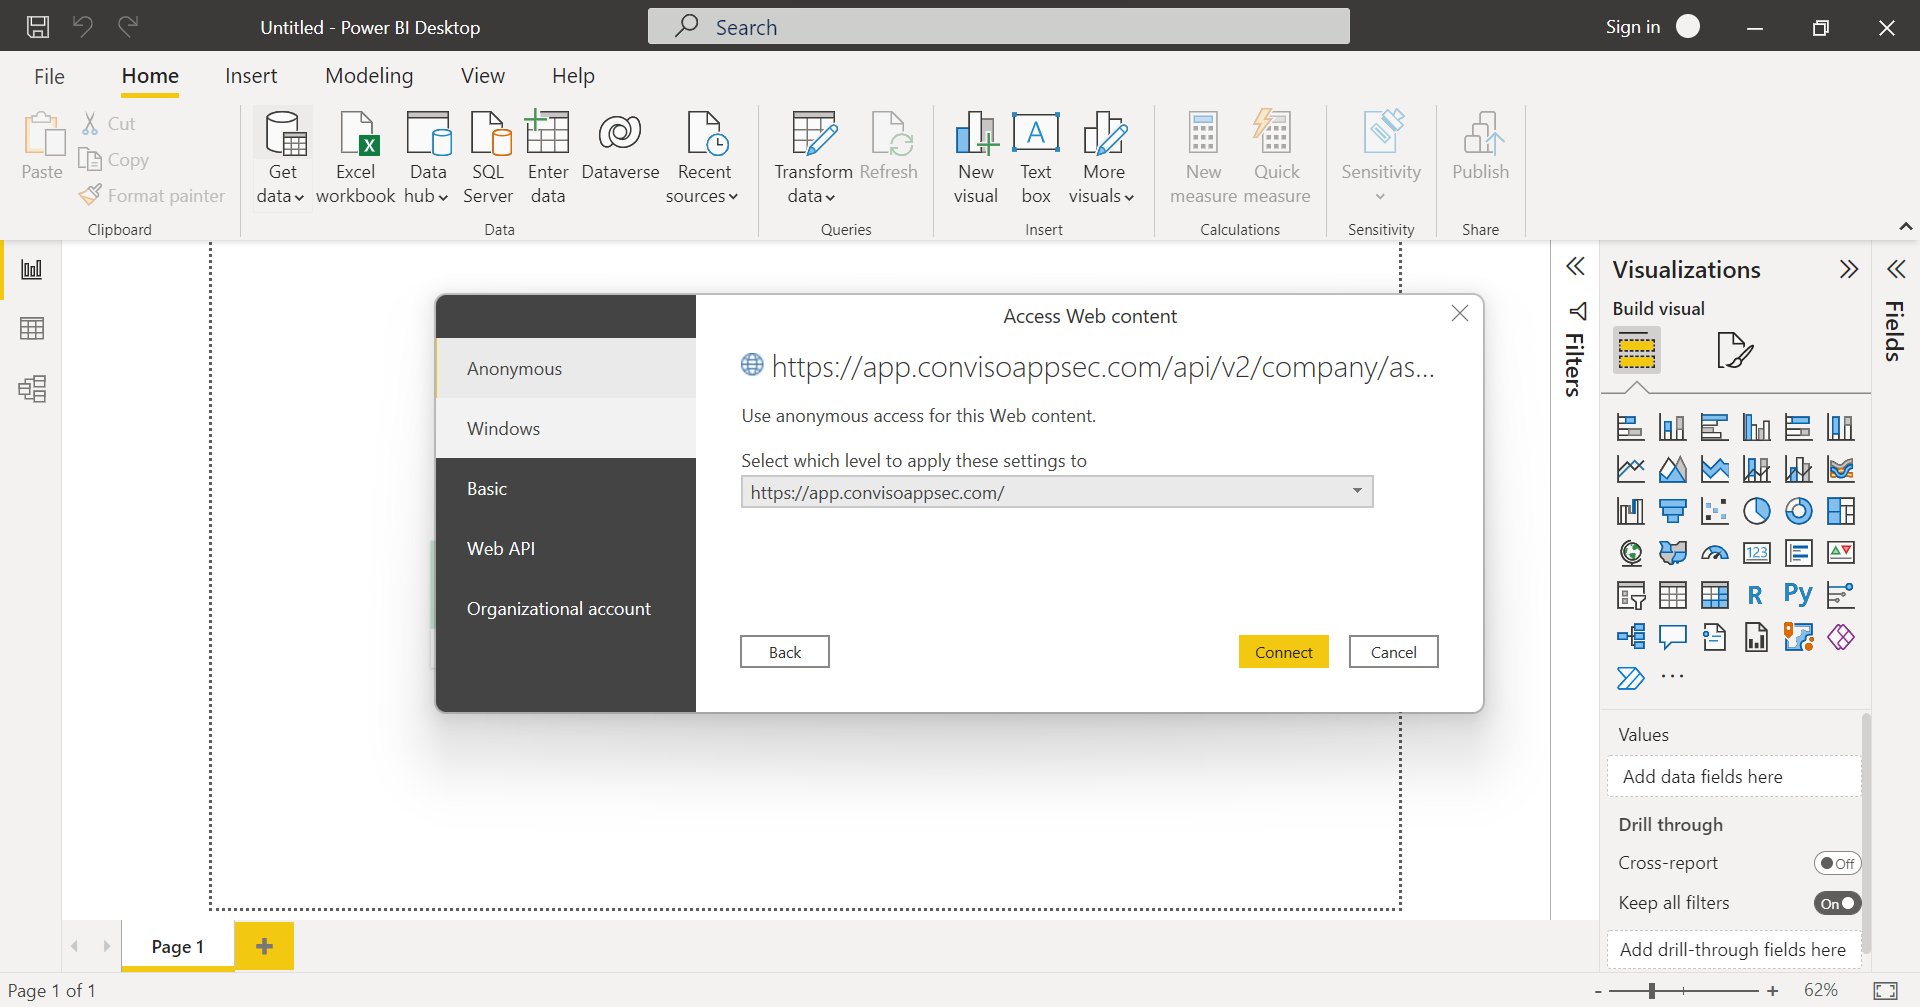 Untitled - Power BI Desktop
Search
Sign in
File
Home
Insert
Modeling
View
Help
Paste
Cut
Copy
Format painter
Clipboard
Get data
Excel workbook
Data hub
SQL Server
Enter data
Dataverse
Recent sources
Data
Transform data
Refresh
Queries
New visual
A
Text box
More visuals
Insert
New measure
Quick measure
Calculations
Sensitivity
Sensitivity
Publish
Share
Access Web content
Anonymous
Windows
Basic
Web API
Organizational account
https://app.convisoappsec.com/api/v2/company/as...
Use anonymous access for this Web content.
Select which level to apply these settings to
https://app.convisoappsec.com/
Back
Connect
Cancel
Filters
Visualizations
Build visual
123
R
Py
...
Values
Add data fields here
Drill through
Cross-report
Off
Keep all filters
On
Add drill-through fields here
Fields
Page 1
+
Page 1 of 1
-
+
62%